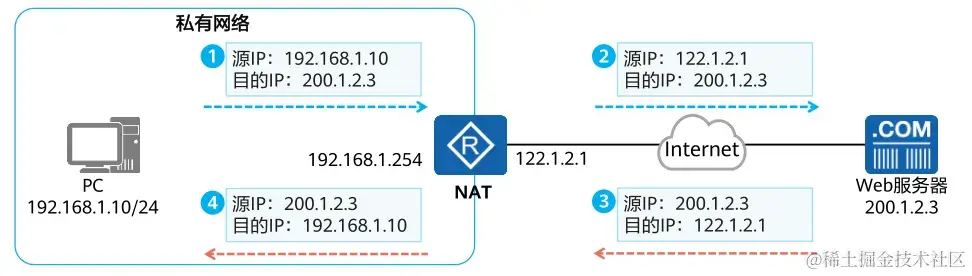 私有网络
1
源IP：192.168.1.10
目的IP：200.1.2.3
2
源IP：122.1.2.1
目的IP：200.1.2.3
PC
192.168.1.10/24
192.168.1.254
R
NAT
122.1.2.1
Internet
.COM
Web服务器
200.1.2.3
4
源IP：200.1.2.3
目的IP：192.168.1.10
3
源IP：200.1.2.3
目的IP：122.1.2.1
@稀土掘金技术社区